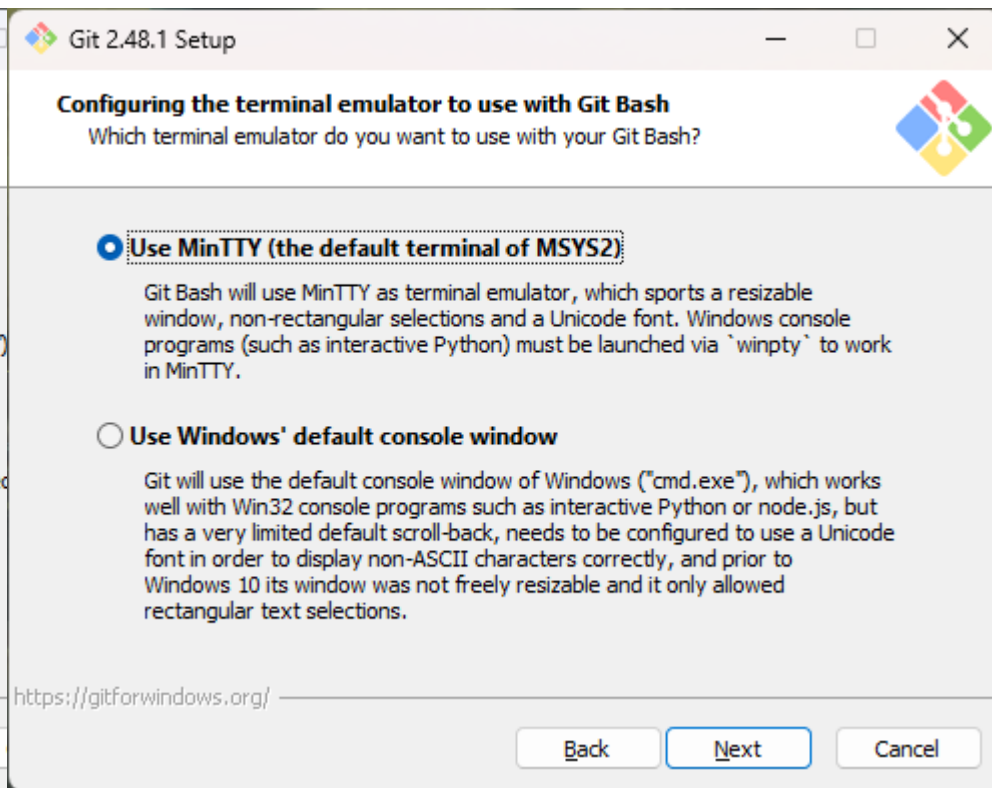 Git 2.48.1 Setup
Configuring the terminal emulator to use with Git Bash
Which terminal emulator do you want to use with your Git Bash?
Use MinTTY (the default terminal of MSYS2)
Git Bash will use MinTTY as terminal emulator, which sports a resizable
window, non-rectangular selections and a Unicode font. Windows console
programs (such as interactive Python) must be launched via `winpty` to work
in MinTTY.
Use Windows' default console window
Git will use the default console window of Windows ("cmd.exe"), which works
well with Win32 console programs such as interactive Python or node.js, but
has a very limited default scroll-back, needs to be configured to use a Unicode
font in order to display non-ASCII characters correctly, and prior to
Windows 10 its window was not freely resizable and it only allowed
rectangular text selections.
https://gitforwindows.org/
Back Next Cancel